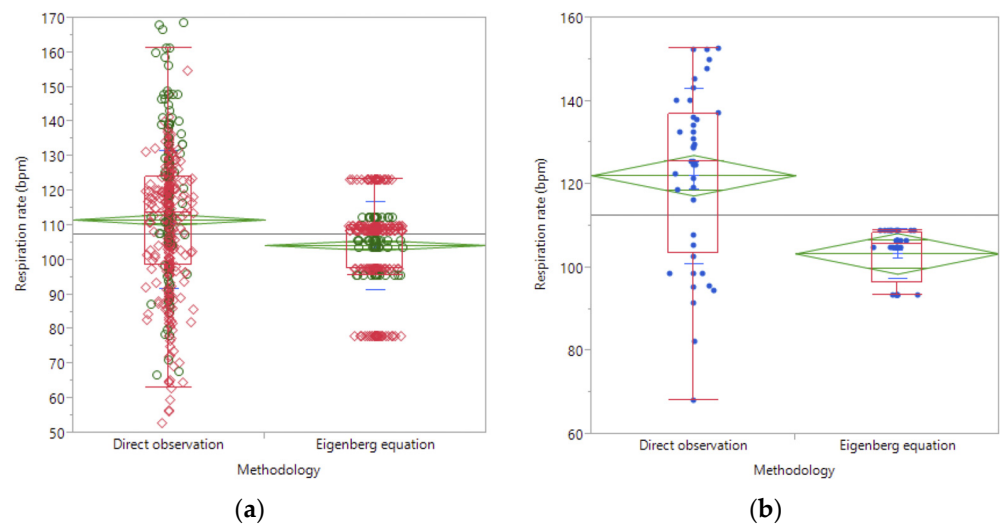 170
160
150
140
130
120
110
100
90
80
70
60
50
Respiration rate (bpm)
Direct observation Eigenberg equation
Methodology
(a)
160
140
120
100
80
60
Respiration rate (bpm)
Direct observation Eigenberg equation
Methodology
(b)